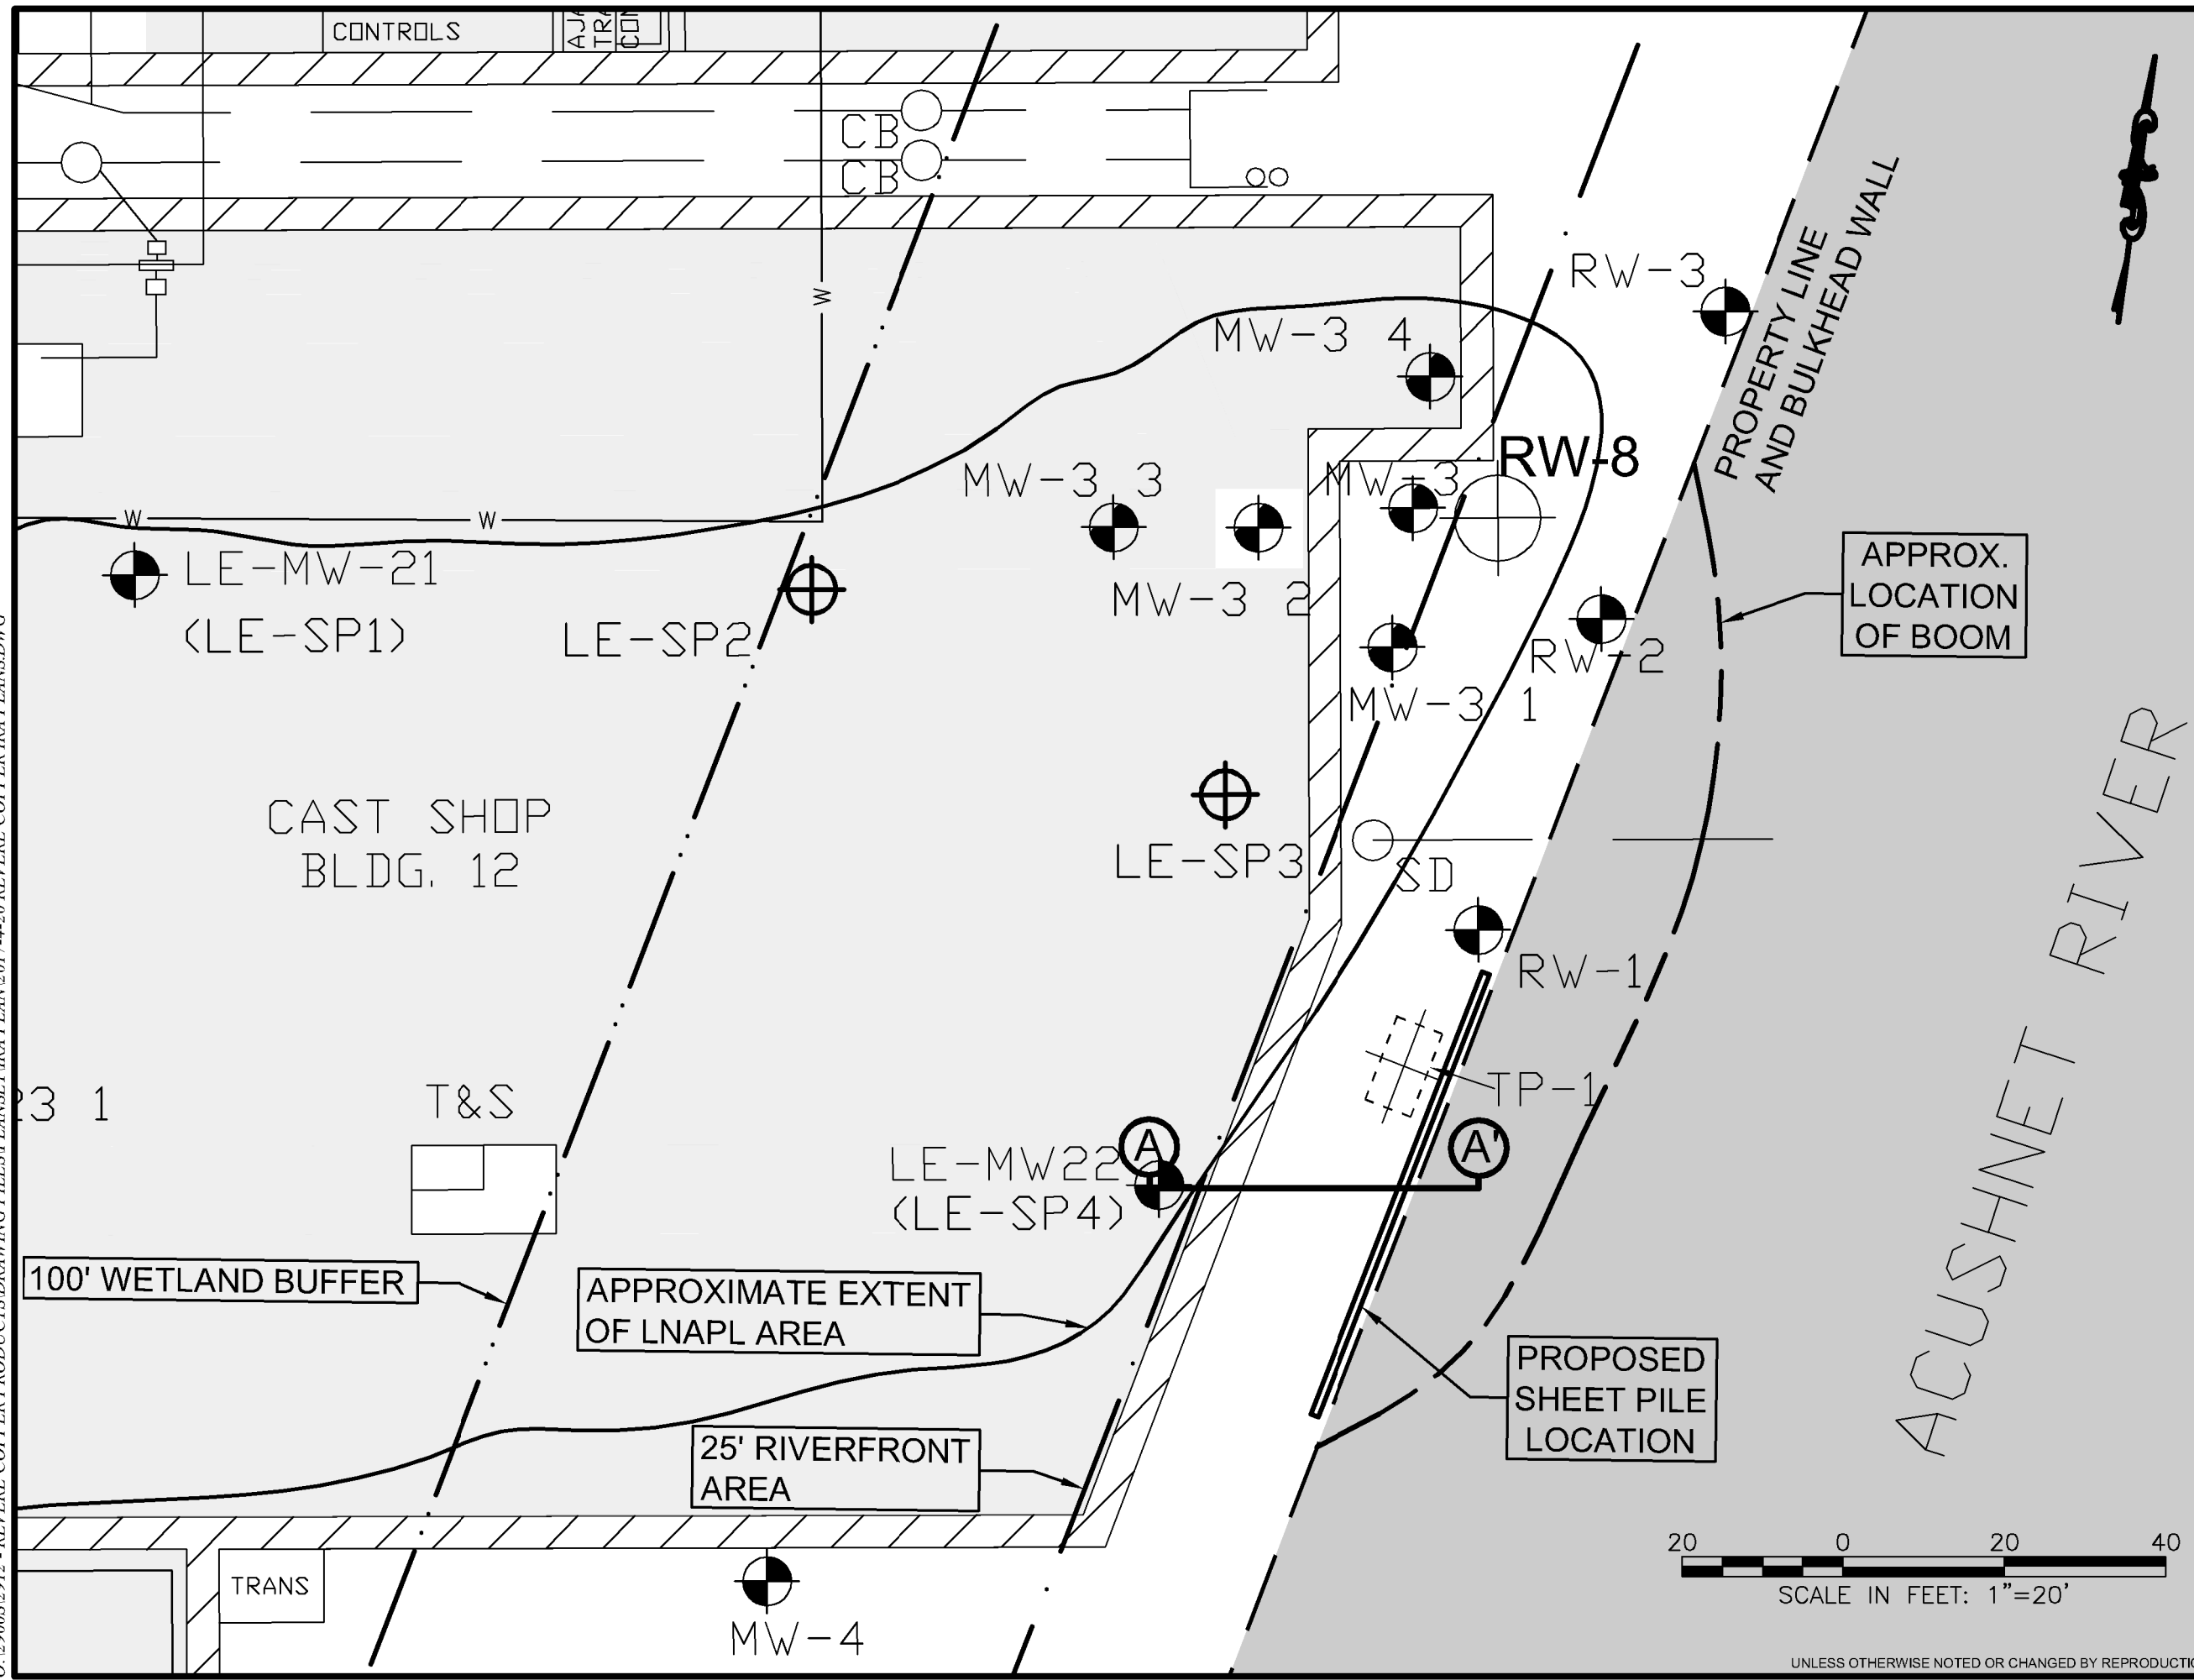 CONTROLS
CB
CB
W
RW-3
PROPERTY LINE
AND BULKHEAD WALL
MW-3 4
RW-8
MW-3 3
MW-3
W
W
LE-MW-21
(LE-SP1)
LE-SP2
MW-3 2
RW-2
MW-3 1
APPROX.
LOCATION
OF BOOM
CAST SHOP
BLDG. 12
LE-SP3
SD
RW-1
ACUSHNET RIVER
3 1
T&S
TP-1
A
A'
LE-MW22
(LE-SP4)
100' WETLAND BUFFER
APPROXIMATE EXTENT
OF LNAPL AREA
PROPOSED
SHEET PILE
LOCATION
25' RIVERFRONT
AREA
TRANS
MW-4
20 0 20 40
SCALE IN FEET: 1"=20'
UNLESS OTHERWISE NOTED OR CHANGED BY